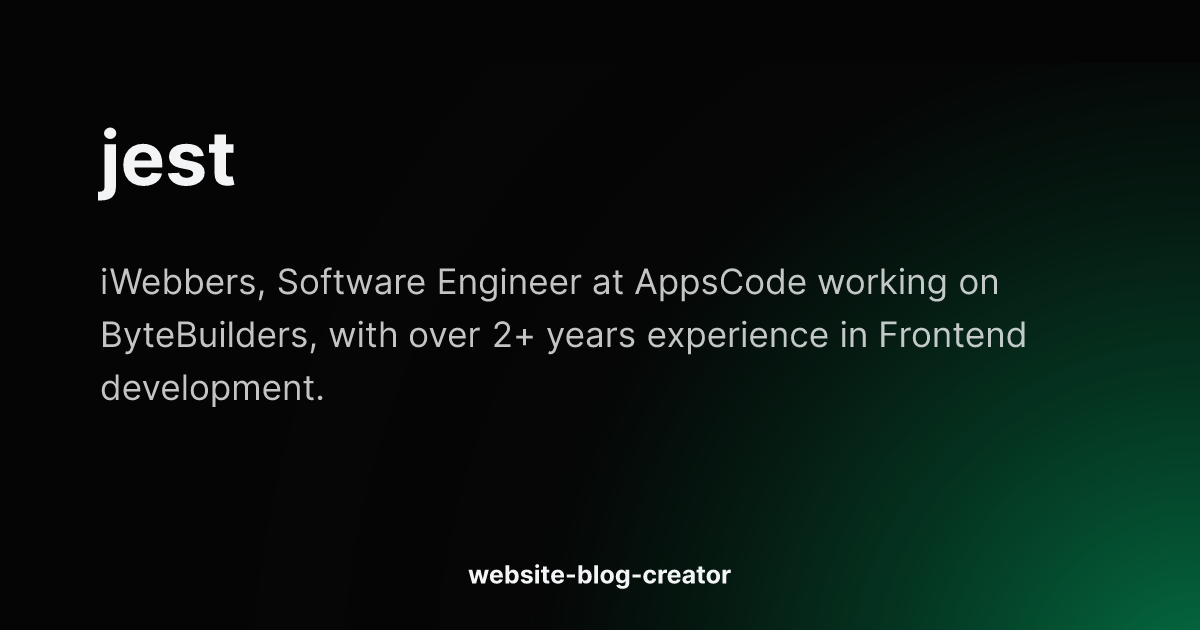 jest
iWebbers, Software Engineer at AppsCode working on
ByteBuilders, with over 2+ years experience in Frontend
development.
website-blog-creator